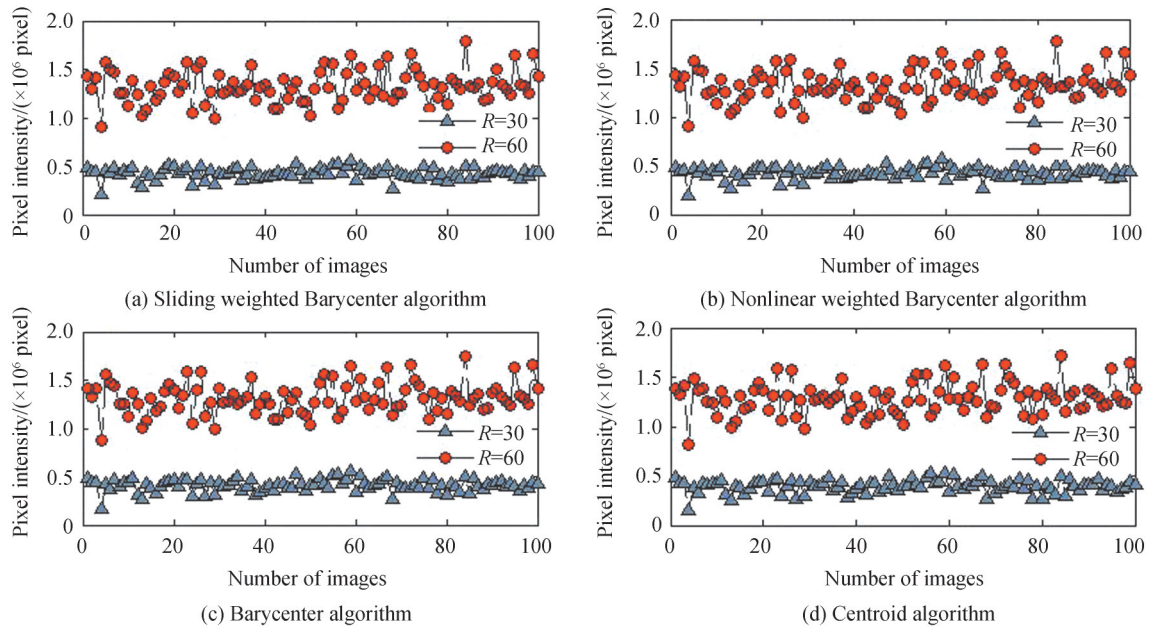 2.0
1.5
1.0
0.5
0
Pixel intensity/(×10⁶ pixel)
R=30
R=60
0 20 40 60 80 100
Number of images
(a) Sliding weighted Barycenter algorithm
2.0
1.5
1.0
0.5
0
Pixel intensity/(×10⁶ pixel)
R=30
R=60
0 20 40 60 80 100
Number of images
(b) Nonlinear weighted Barycenter algorithm
2.0
1.5
1.0
0.5
0
Pixel intensity/(×10⁶ pixel)
R=30
R=60
0 20 40 60 80 100
Number of images
(c) Barycenter algorithm
2.0
1.5
1.0
0.5
0
Pixel intensity/(×10⁶ pixel)
R=30
R=60
0 20 40 60 80 100
Number of images
(d) Centroid algorithm